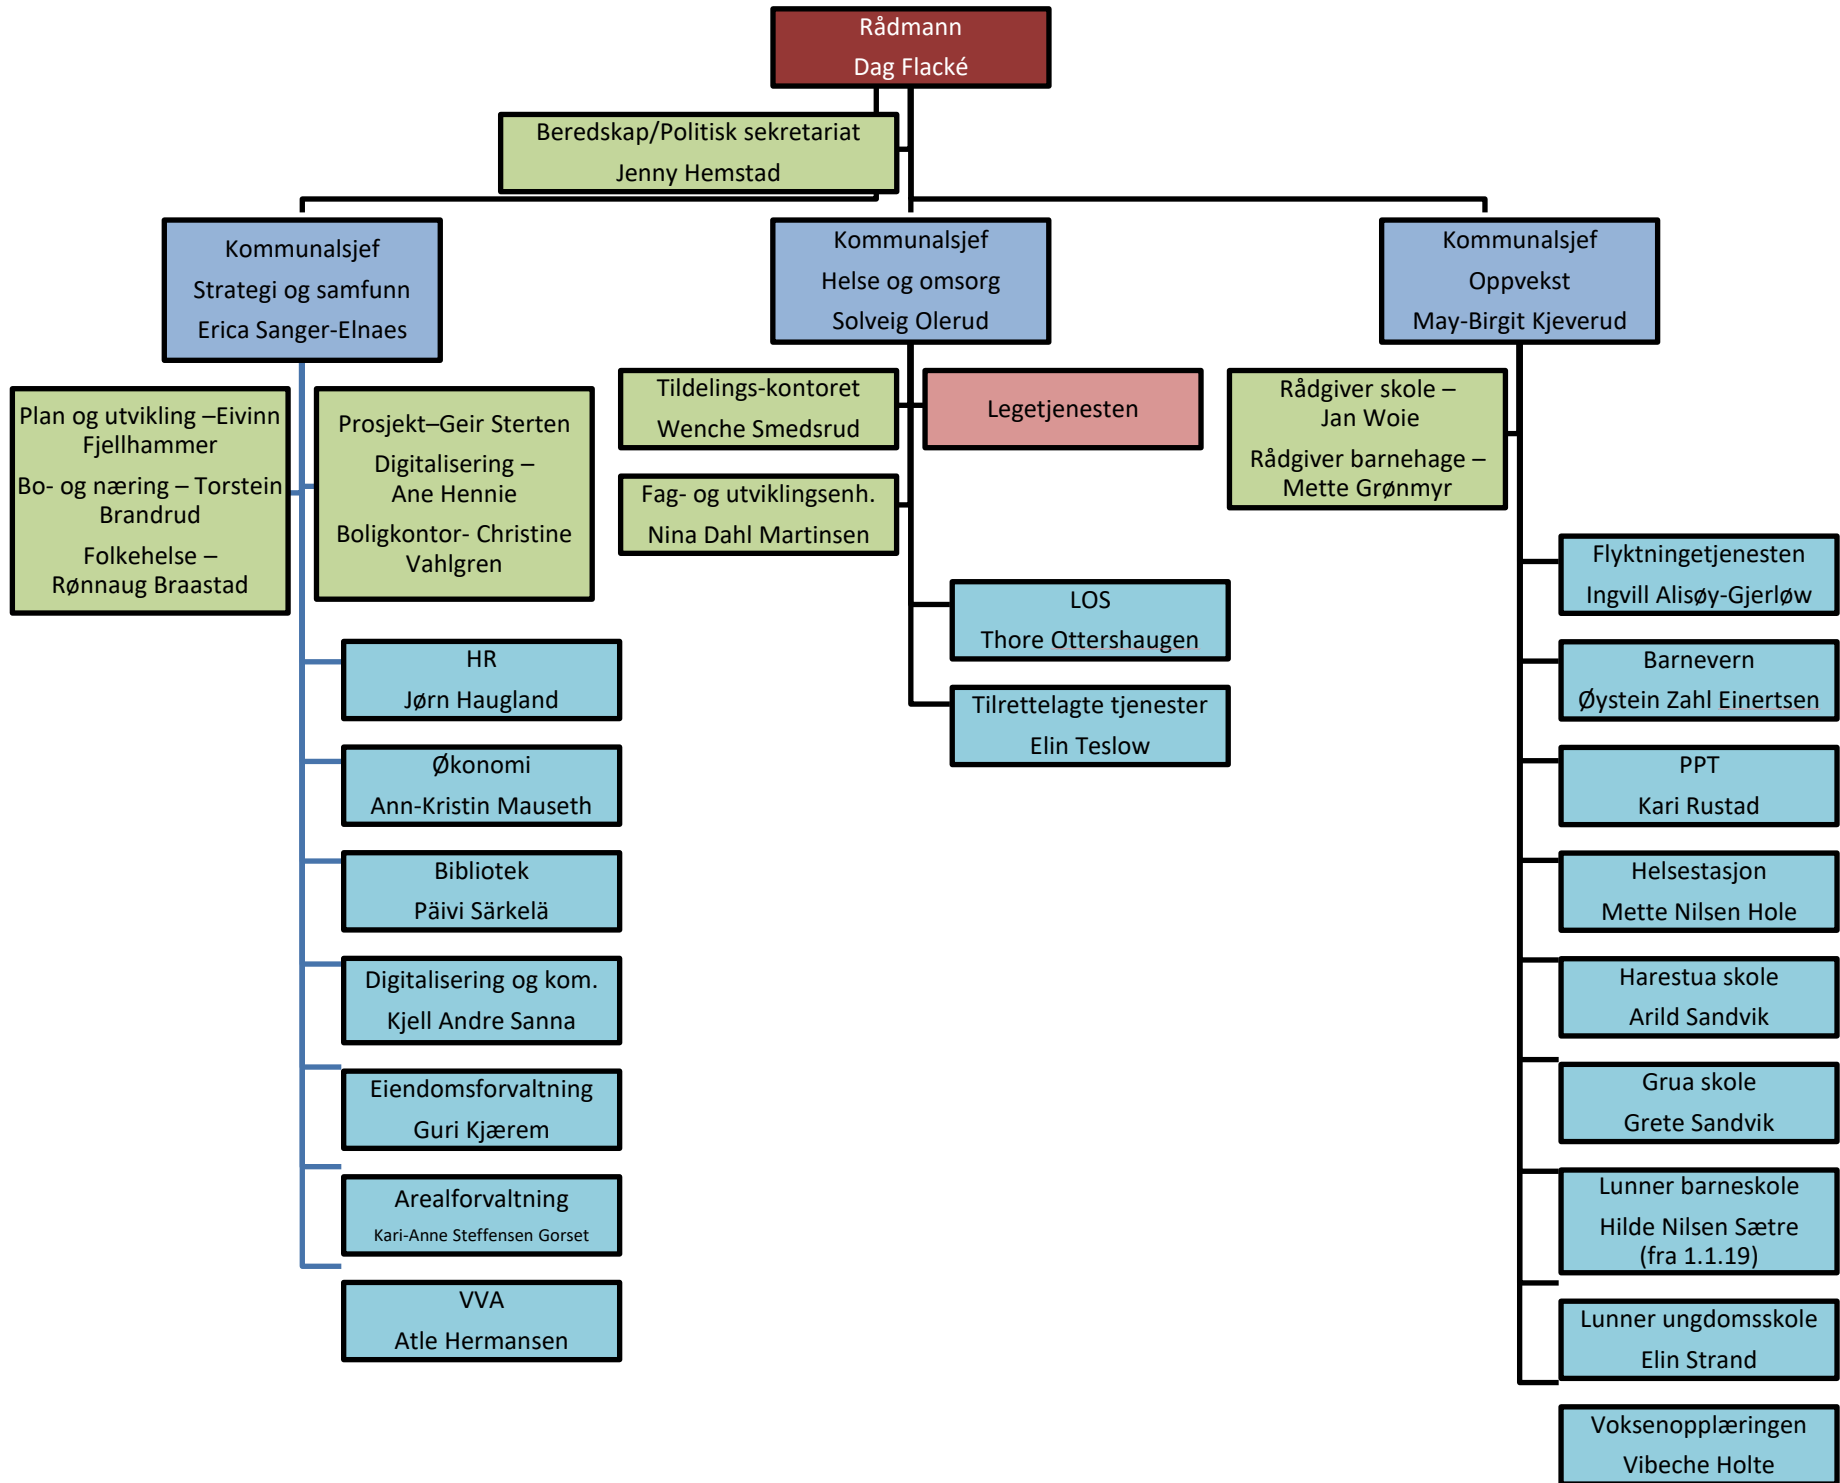 Rådmann
Dag Flacké
Beredskap/Politisk sekretariat
Jenny Hemstad
Kommunalsjef
Strategi og samfunn
Erica Sanger-Elnaes
Kommunalsjef
Helse og omsorg
Solveig Olerud
Kommunalsjef
Oppvekst
May-Birgit Kjeverud
Plan og utvikling –Eivinn
Fjellhammer
Bo- og næring – Torstein
Brandrud
Folkehelse –
Rønnaug Braastad
Prosjekt–Geir Sterten
Digitalisering –
Ane Hennie
Boligkontor- Christine
Vahlgren
HR
Jørn Haugland
Økonomi
Ann-Kristin Mauseth
Bibliotek
Päivi Särkelä
Digitalisering og kom.
Kjell Andre Sanna
Eiendomsforvaltning
Guri Kjærem
Arealforvaltning
Kari-Anne Steffensen Gorset
VVA
Atle Hermansen
Tildelings-kontoret
Wenche Smedsrud
Legetjenesten
Fag- og utviklingsenh.
Nina Dahl Martinsen
LOS
Thore Ottershaugen
Tilrettelagte tjenester
Elin Teslow
Rådgiver skole –
Jan Woie
Rådgiver barnehage –
Mette Grønmyr
Flyktningetjenesten
Ingvill Alisøy-Gjerløw
Barnevern
Øystein Zahl Einertsen
PPT
Kari Rustad
Helsestasjon
Mette Nilsen Hole
Harestua skole
Arild Sandvik
Grua skole
Grete Sandvik
Lunner barneskole
Hilde Nilsen Sætre
(fra 1.1.19)
Lunner ungdomsskole
Elin Strand
Voksenopplæringen
Vibeche Holte